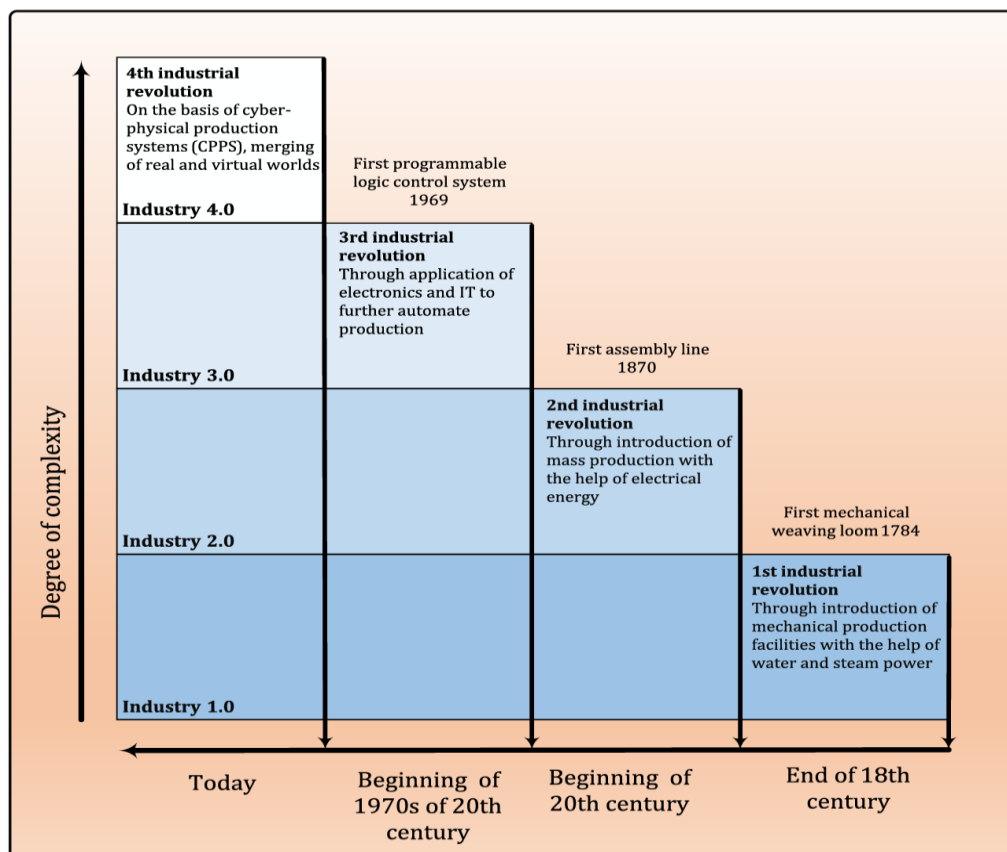 4th industrial
revolution
On the basis of cyber-
physical production
systems (CPPS), merging
of real and virtual worlds
Industry 4.0
First programmable
logic control system
1969
3rd industrial
revolution
Through application of
electronics and IT to
further automate
production
Industry 3.0
First assembly line
1870
2nd industrial
revolution
Through introduction of
mass production with
the help of electrical
energy
Industry 2.0
First mechanical
weaving loom 1784
1st industrial
revolution
Through introduction of
mechanical production
facilities with the help of
water and steam power
Industry 1.0
Degree of complexity
Today
Beginning of
1970s of 20th
century
Beginning of
20th century
End of 18th
century